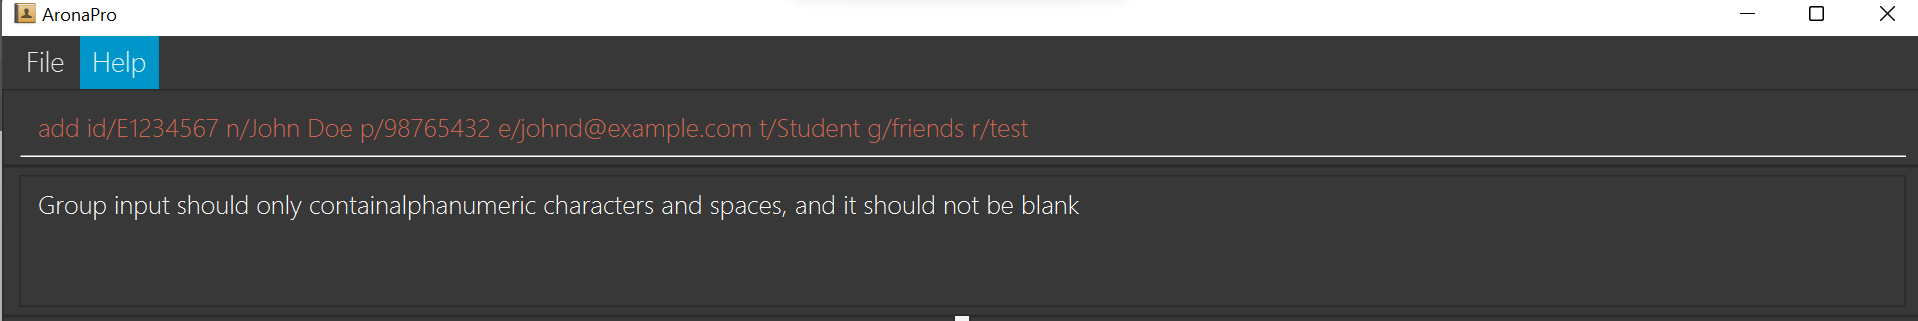 AronaPro
File Help
add id/E1234567 n/John Doe p/98765432 e/johnd@example.com t/Student g/friends r/test
Group input should only containalphanumeric characters and spaces, and it should not be blank